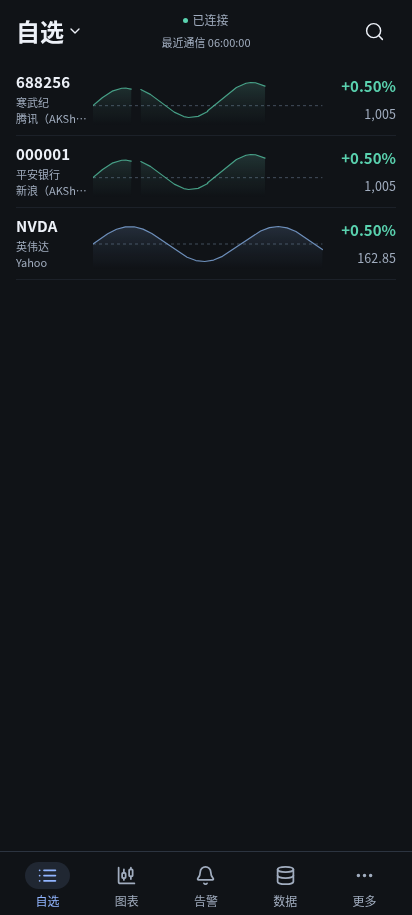 自选
已连接
最近通信 06:00:00
688256
寒武纪
腾讯（AKSh…
+0.50%
1,005
000001
平安银行
新浪（AKSh…
+0.50%
1,005
NVDA
英伟达
Yahoo
+0.50%
162.85
自选
图表
告警
数据
更多